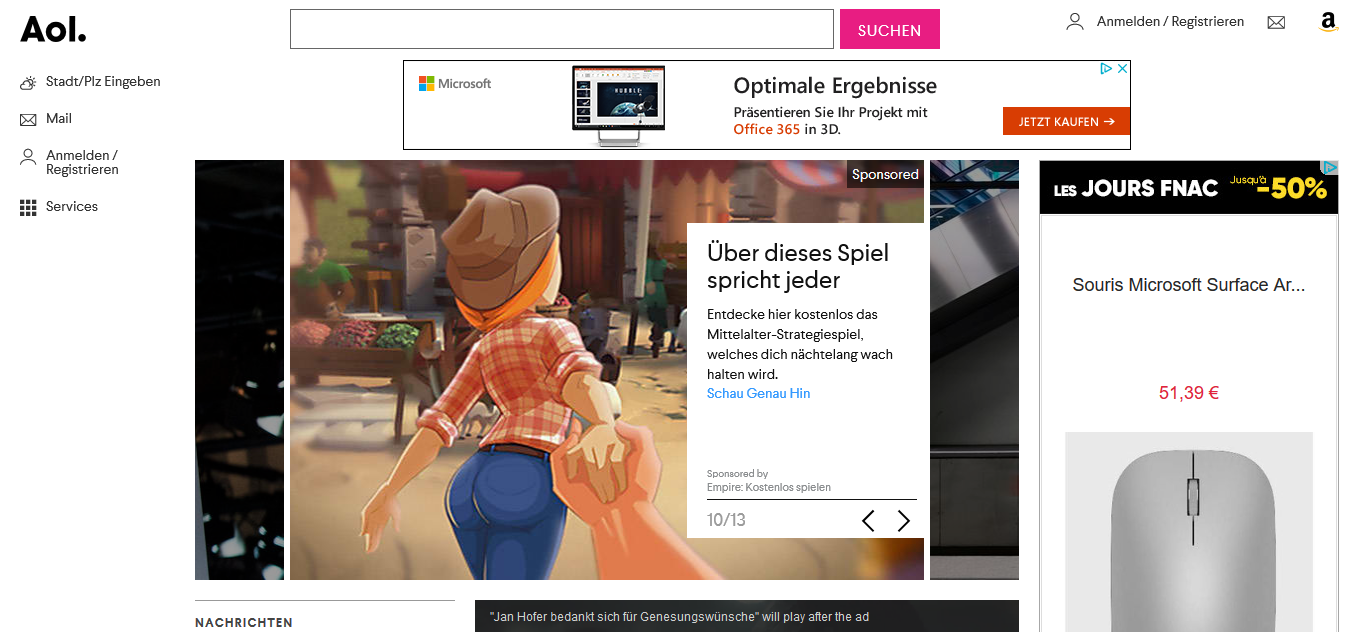 Aol.
SUCHEN
Anmelden / Registrieren
a
Stadt/Plz Eingeben
Mail
Anmelden /
Registrieren
Services
Microsoft
HUBBLE
Optimale Ergebnisse
Präsentieren Sie Ihr Projekt mit
Office 365 in 3D.
JETZT KAUFEN →
Sponsored
Über dieses Spiel
spricht jeder
Entdecke hier kostenlos das
Mittelalter-Strategiespiel,
welches dich nächtelang wach
halten wird.
Schau Genau Hin
Sponsored by
Empire: Kostenlos spielen
10/13
LES JOURS FNAC Jusqu'à -50%
Souris Microsoft Surface Ar...
51,39 €
NACHRICHTEN
"Jan Hofer bedankt sich für Genesungswünsche" will play after the ad